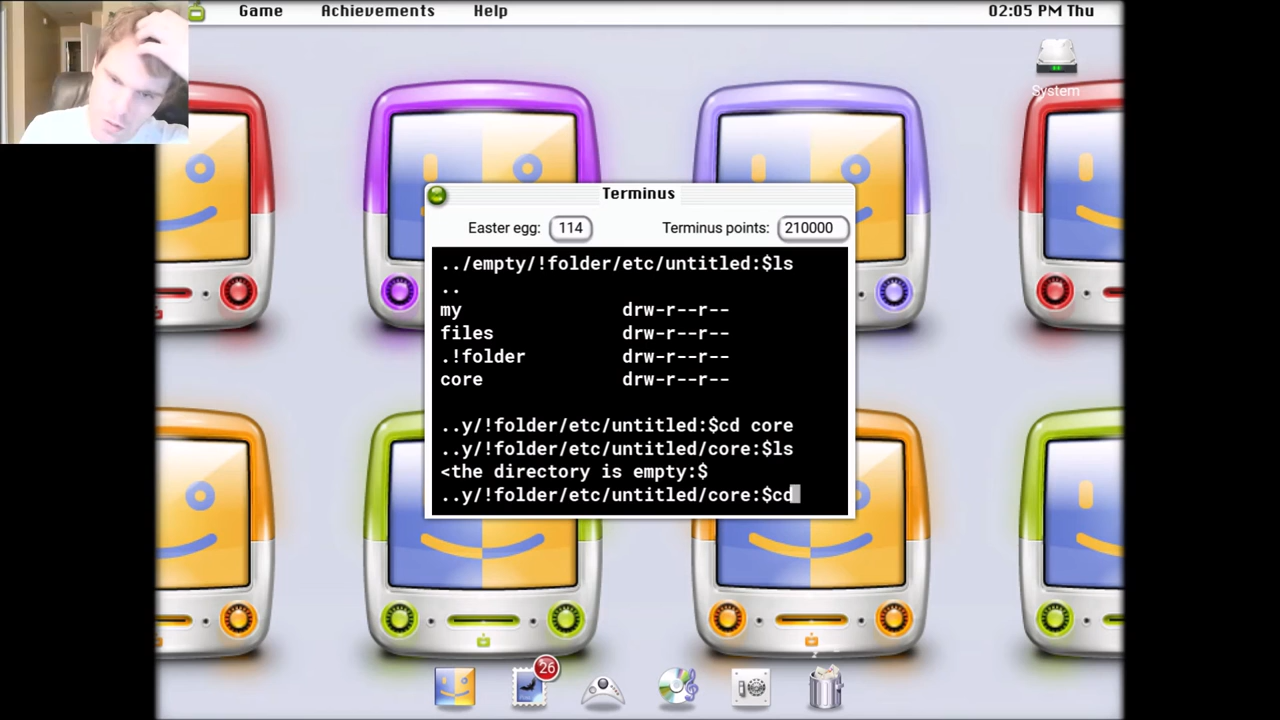 Game Achievements Help 02:05 PM Thu
System
Terminus
Easter egg: 114 Terminus points: 210000
../empty/!folder/etc/untitled:$ls
..
my drw-r--r--
files drw-r--r--
.!folder drw-r--r--
core drw-r--r--
..y/!folder/etc/untitled:$cd core
..y/!folder/etc/untitled/core:$ls
<the directory is empty:$
..y/!folder/etc/untitled/core:$cd
26